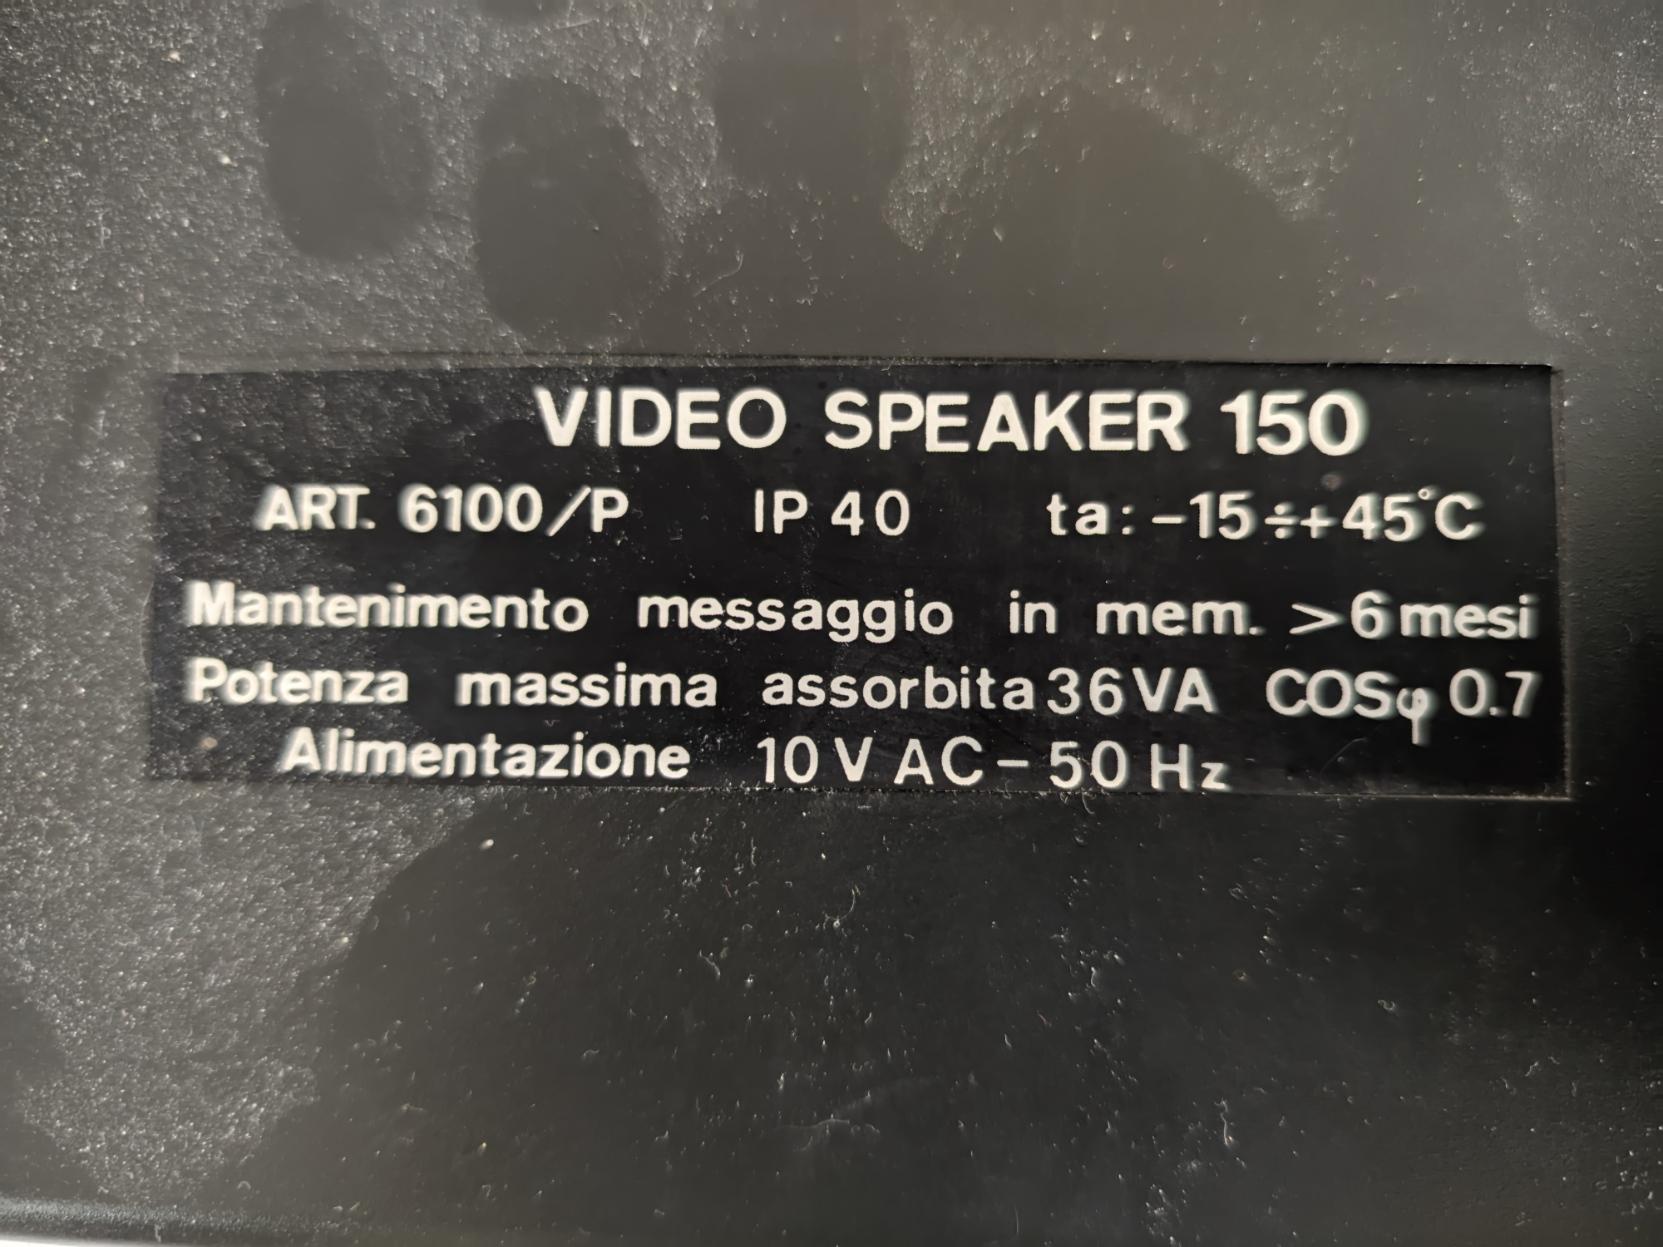 VIDEO SPEAKER 150
ART. 6100/P IP 40 ta: -15÷+45°C
Mantenimento messaggio in mem. >6 mesi
Potenza massima assorbita 36 VA COSφ 0.7
Alimentazione 10 V AC - 50 Hz